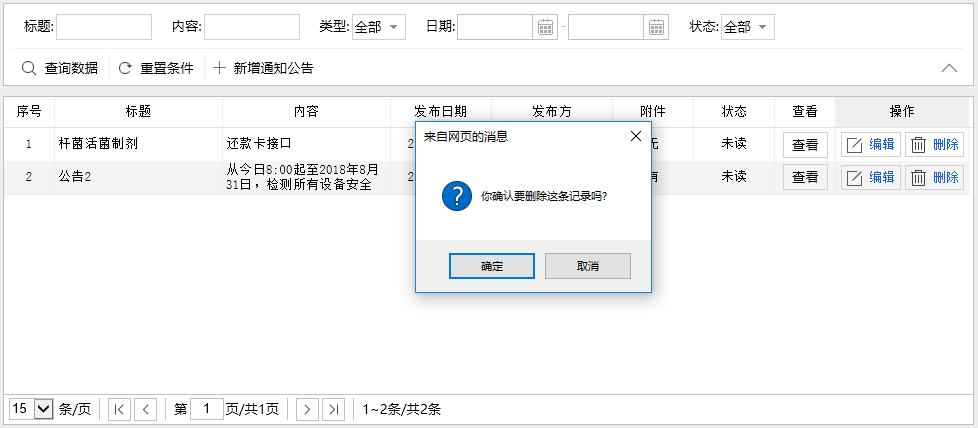 标题: 内容: 类型: 全部 日期: - 状态: 全部
查询数据 重置条件 新增通知公告
序号 标题 内容 发布日期 发布方 附件 状态 查看 操作
1 杆菌活菌制剂 还款卡接口 2 无 未读 查看 编辑 删除
2 公告2 从今日8:00起至2018年8月 2 有 未读 查看 编辑 删除
31日，检测所有设备安全
来自网页的消息
你确认要删除这条记录吗?
确定 取消
15 条/页 第 1 页/共1页 1~2条/共2条